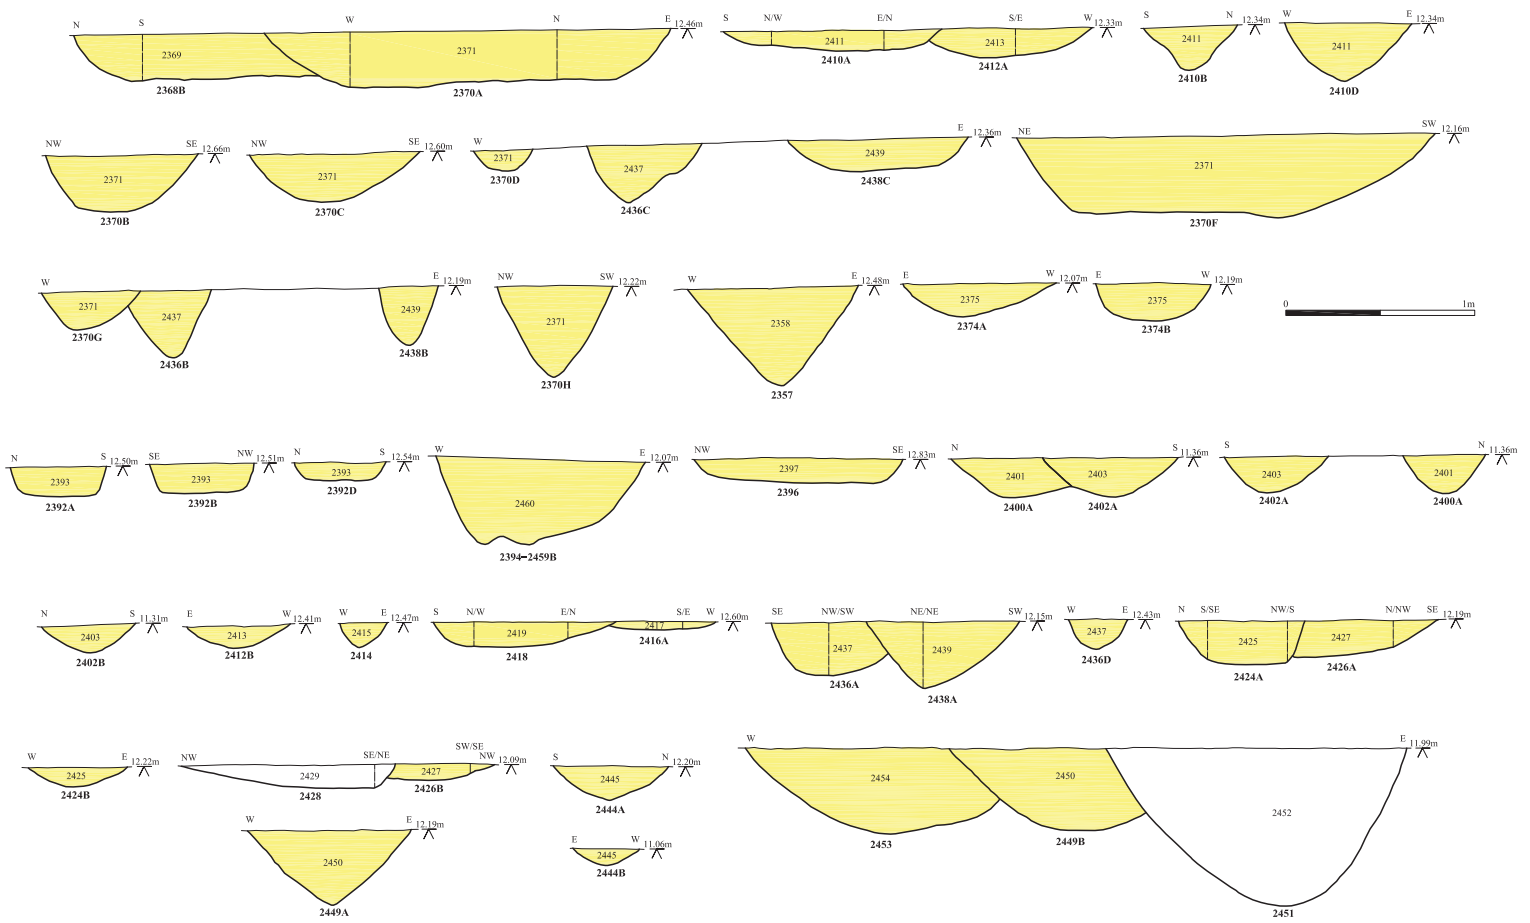 N S W N E 12.46m
2369 2371
2368B 2370A
S N/W E/N S/E W 12.33m
2411 2413
2410A 2412A
S N 12.34m
2411
2410B
W E 12.34m
2411
2410D
NW SE 12.66m
2371
2370B
NW SE 12.60m
2371
2370C
W E 12.36m
2371 2437 2439
2370D 2436C 2438C
NE SW 12.16m
2371
2370F
W E 12.19m
2371 2437 2439
2370G 2436B 2438B
NW SW 12.22m
2371
2370H
W E 12.48m
2358
2357
E W 12.07m
2375
2374A
E W 12.19m
2375
2374B
0 1m
N S 12.50m
2393
2392A
SE NW 12.51m
2393
2392B
N S 12.54m
2393
2392D
W E 12.07m
2460
2394–2459B
NW SE 12.83m
2397
2396
N S 11.36m
2401 2403
2400A 2402A
S N 11.36m
2403 2401
2402A 2400A
N S 11.31m
2403
2402B
E W 12.41m
2413
2412B
W E 12.47m
2415
2414
S N/W E/N S/E W 12.60m
2419 2417
2418 2416A
SE NW/SW NE/NE SW 12.15m
2437 2439
2436A 2438A
W E 12.43m
2437
2436D
N S/SE NW/S N/NW SE 12.19m
2425 2427
2424A 2426A
W E 12.22m
2425
2424B
NW SE/NE SW/SE NW 12.09m
2429 2427
2428 2426B
S N 12.20m
2445
2444A
W E 11.99m
2454 2450 2452
2453 2449B 2451
W E 12.19m
2450
2449A
E W 11.06m
2445
2444B